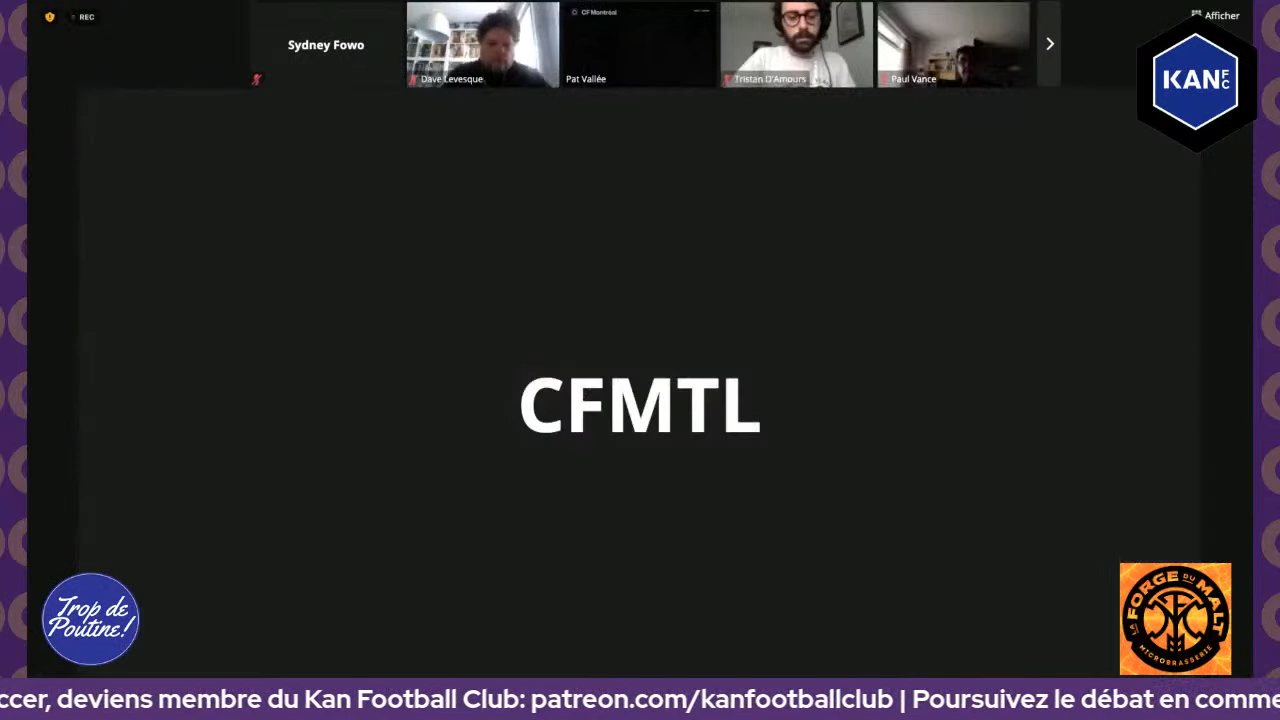 REC
Afficher
Sydney Fowo
Dave Levesque
CF Montréal
Pat Vallée
Tristan D'Amours
Paul Vance
KAN FC
CFMTL
Trop de
Poutine!
LA FORGE DU MALT
MICROBRASSERIE
ccer, deviens membre du Kan Football Club: patreon.com/kanfootballclub | Poursuivez le débat en comme